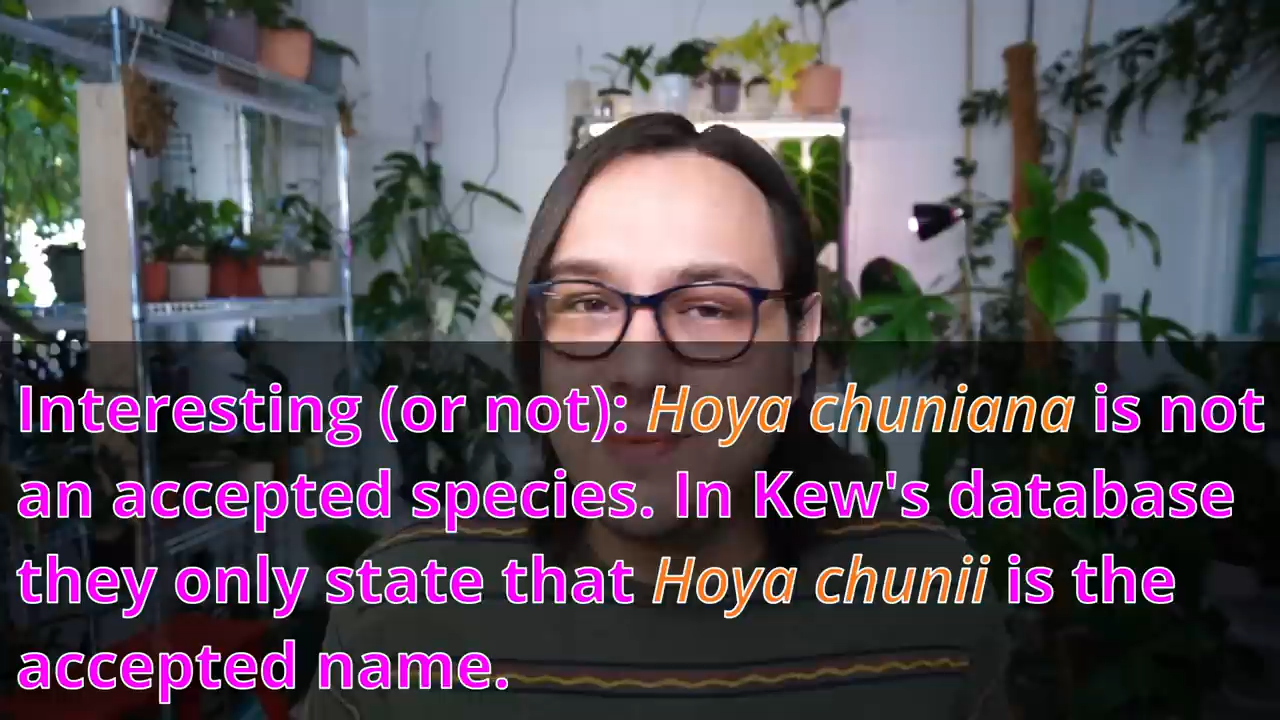 Interesting (or not): Hoya chuniana is not
an accepted species. In Kew's database
they only state that Hoya chunii is the
accepted name.